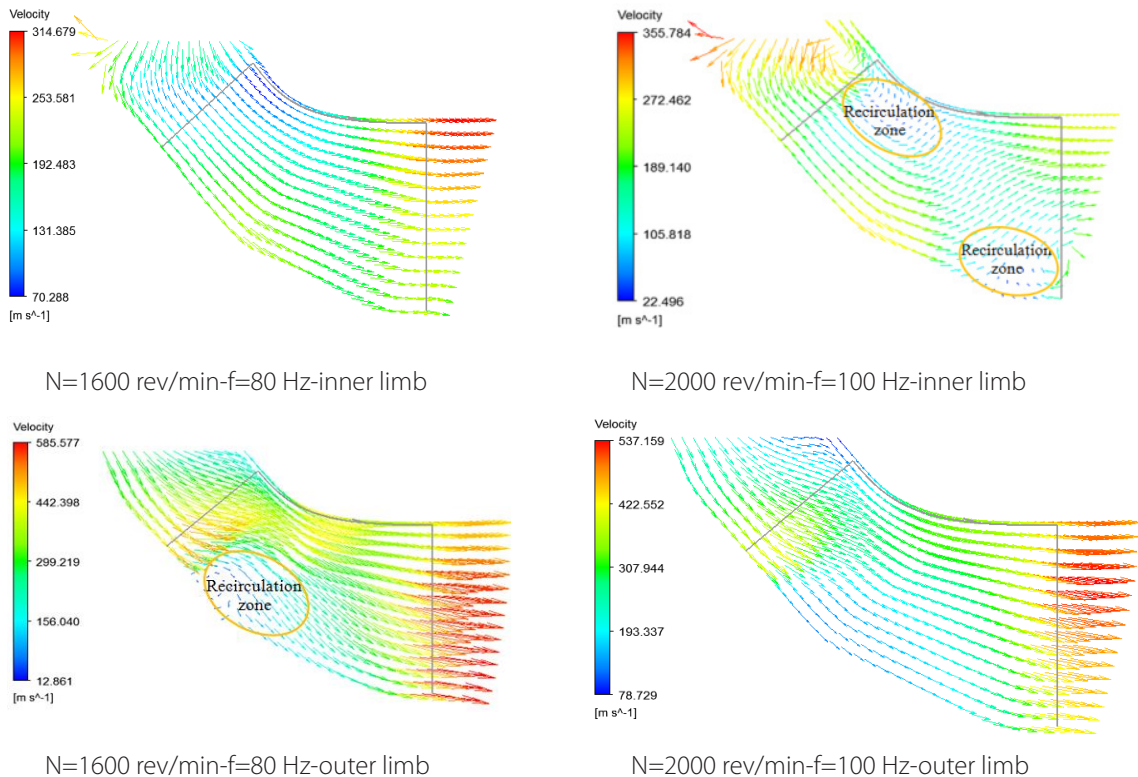 Velocity
314.679
253.581
192.483
131.385
70.288
[m s^-1]
N=1600 rev/min-f=80 Hz-inner limb
Velocity
355.784
272.462
189.140
105.818
22.496
[m s^-1]
Recirculation
zone
Recirculation
zone
N=2000 rev/min-f=100 Hz-inner limb
Velocity
585.577
442.398
299.219
156.040
12.861
[m s^-1]
Recirculation
zone
N=1600 rev/min-f=80 Hz-outer limb
Velocity
537.159
422.552
307.944
193.337
78.729
[m s^-1]
N=2000 rev/min-f=100 Hz-outer limb